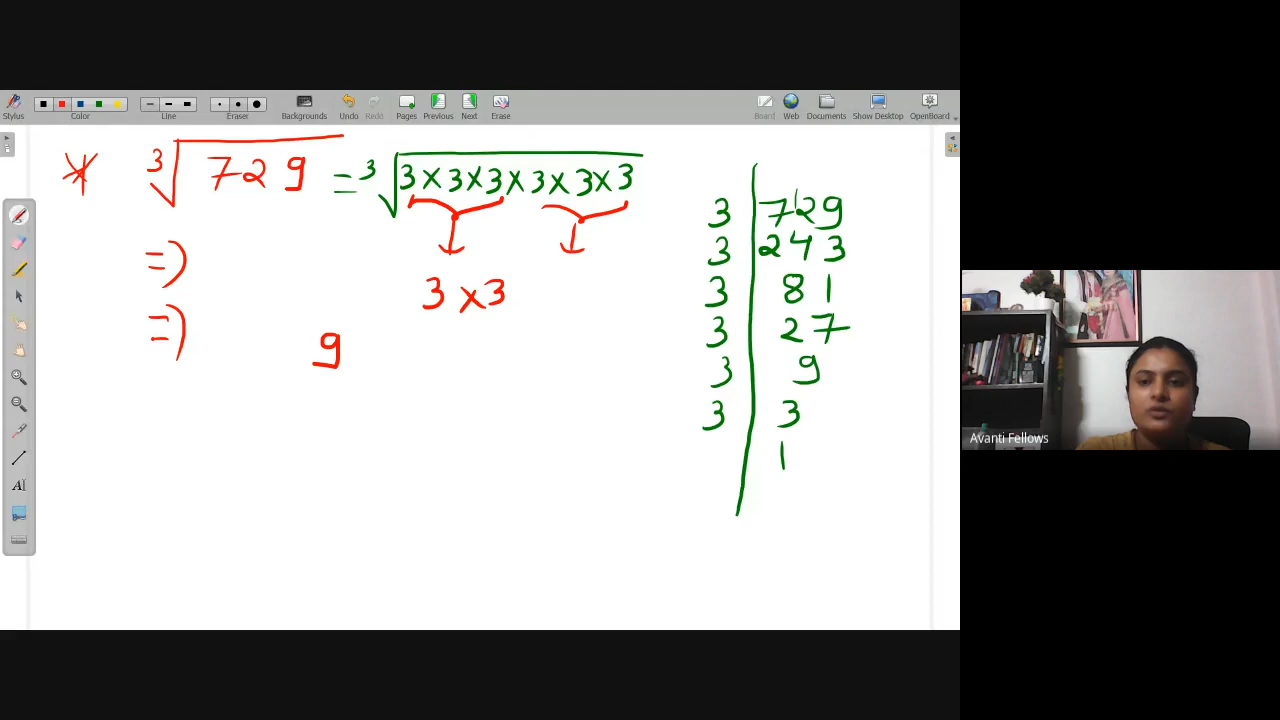 Stylus
Color
Line
Eraser
Backgrounds
Undo
Redo
Pages
Previous
Next
Erase
Board
Web
Documents
Show Desktop
OpenBoard
* ∛729 = ∛3×3×3×3×3×3
=)
3 × 3
=) 9
3 | 729
3 | 243
3 | 81
3 | 27
3 | 9
3 | 3
| 1
Avanti Fellows